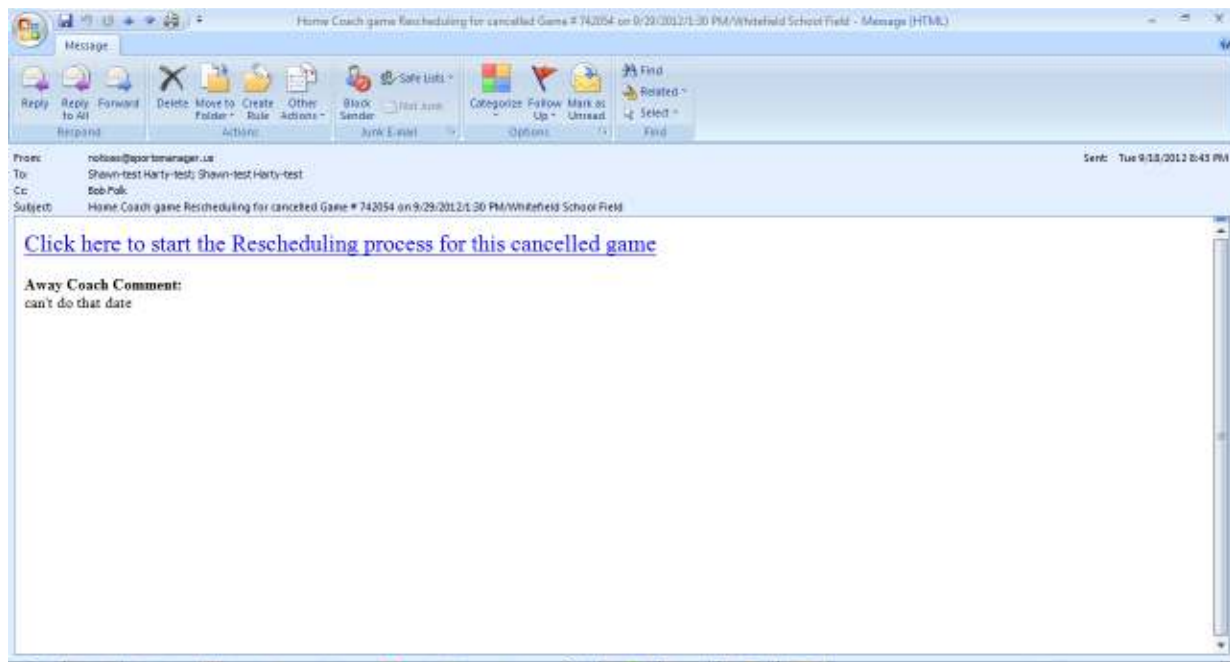 Home Coach game Rescheduling for cancelled Game # 742054 on 9/29/2012/1:30 PM/Whitefield School Field - Message (HTML)
Message
Reply
Reply to All
Forward
Delete
Move to Folder
Create Rule
Other Actions
Block Sender
Safe Lists
Not Junk
Categorize
Follow Up
Mark as Unread
Find
Related
Select
Respond
Actions
Junk E-mail
Options
Find
From: notices@sportsmanager.us
Sent: Tue 9/18/2012 8:43 PM
To: Shawn-test Harty-test; Shawn-test Harty-test
Cc: Bob Polk
Subject: Home Coach game Rescheduling for cancelled Game # 742054 on 9/29/2012/1:30 PM/Whitefield School Field
Click here to start the Rescheduling process for this cancelled game
Away Coach Comment:
can't do that date